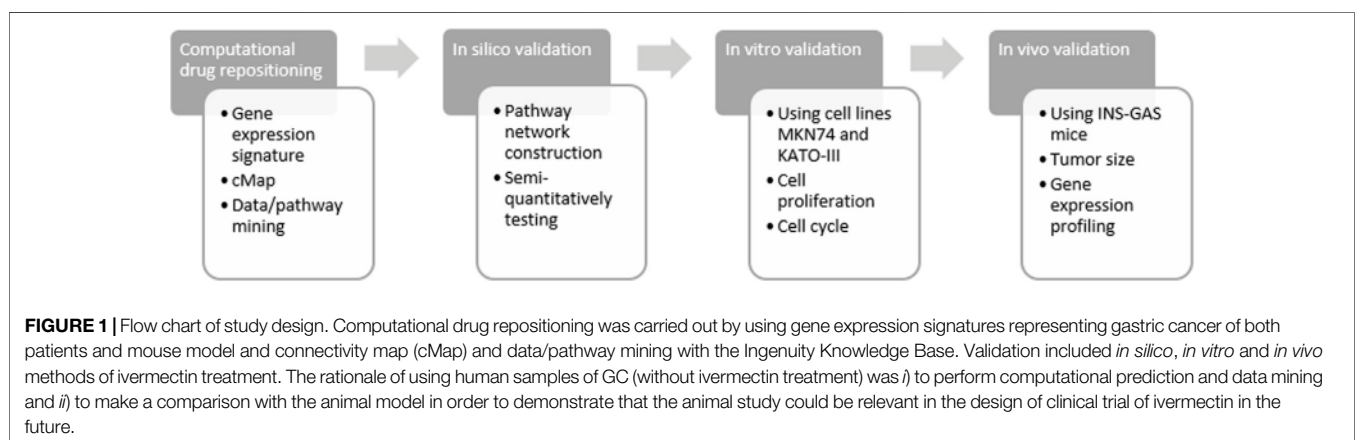 Computational
drug repositioning
• Gene
expression
signature
• cMap
• Data/pathway
mining
In silico validation
• Pathway
network
construction
• Semi-
quantitatively
testing
In vitro validation
• Using cell lines
MKN74 and
KATO-III
• Cell
proliferation
• Cell cycle
In vivo validation
• Using INS-GAS
mice
• Tumor size
• Gene
expression
profiling
FIGURE 1 | Flow chart of study design. Computational drug repositioning was carried out by using gene expression signatures representing gastric cancer of both
patients and mouse model and connectivity map (cMap) and data/pathway mining with the Ingenuity Knowledge Base. Validation included in silico, in vitro and in vivo
methods of ivermectin treatment. The rationale of using human samples of GC (without ivermectin treatment) was i) to perform computational prediction and data mining
and ii) to make a comparison with the animal model in order to demonstrate that the animal study could be relevant in the design of clinical trial of ivermectin in the
future.